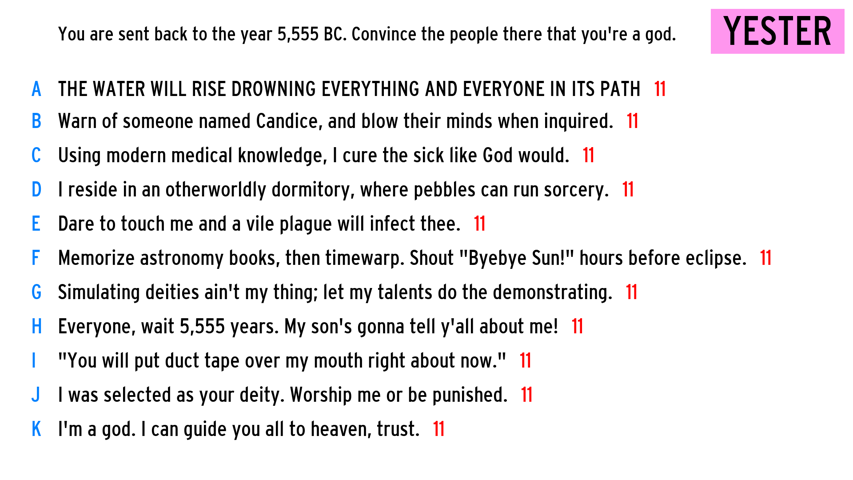 You are sent back to the year 5,555 BC. Convince the people there that you're a god.
YESTER
A THE WATER WILL RISE DROWNING EVERYTHING AND EVERYONE IN ITS PATH 11
B Warn of someone named Candice, and blow their minds when inquired. 11
C Using modern medical knowledge, I cure the sick like God would. 11
D I reside in an otherworldly dormitory, where pebbles can run sorcery. 11
E Dare to touch me and a vile plague will infect thee. 11
F Memorize astronomy books, then timewarp. Shout "Byebye Sun!" hours before eclipse. 11
G Simulating deities ain't my thing; let my talents do the demonstrating. 11
H Everyone, wait 5,555 years. My son's gonna tell y'all about me! 11
I "You will put duct tape over my mouth right about now." 11
J I was selected as your deity. Worship me or be punished. 11
K I'm a god. I can guide you all to heaven, trust. 11